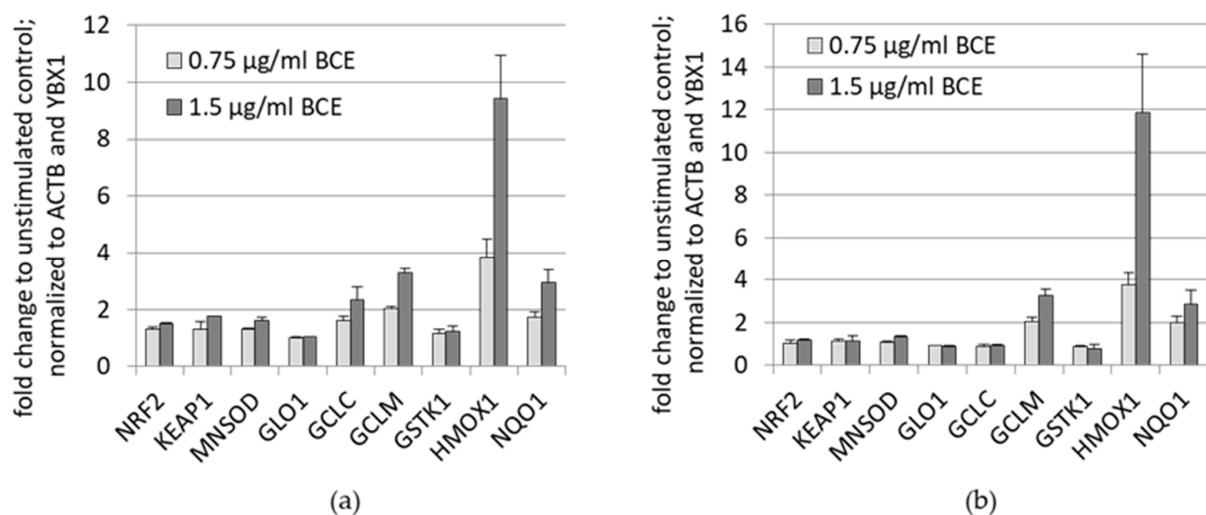 fold change to unstimulated control;
normalized to ACTB and YBX1
12
10
8
6
4
2
0
0.75 µg/ml BCE
1.5 µg/ml BCE
NRF2
KEAP1
MNSOD
GLO1
GCLC
GCLM
GSTK1
HMOX1
NQO1
(a)
fold change to unstimulated control;
normalized to ACTB and YBX1
16
14
12
10
8
6
4
2
0
0.75 µg/ml BCE
1.5 µg/ml BCE
NRF2
KEAP1
MNSOD
GLO1
GCLC
GCLM
GSTK1
HMOX1
NQO1
(b)